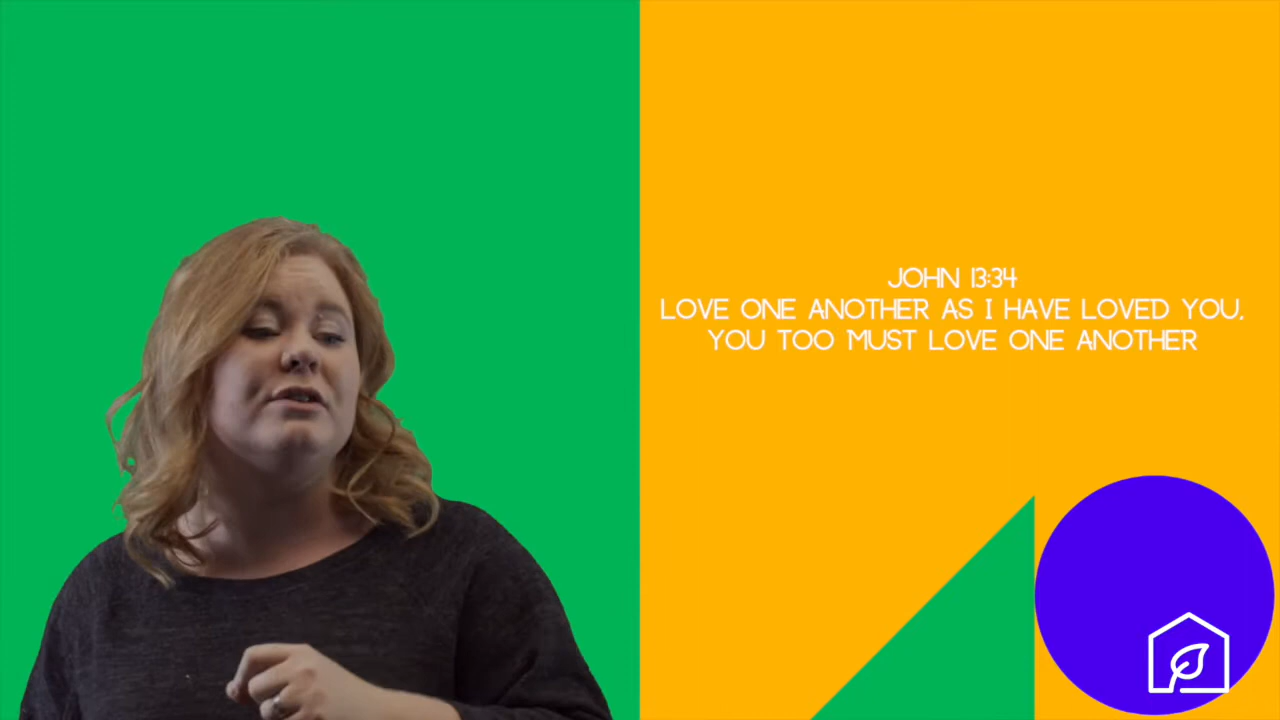 JOHN 13:34
LOVE ONE ANOTHER AS I HAVE LOVED YOU,
YOU TOO MUST LOVE ONE ANOTHER